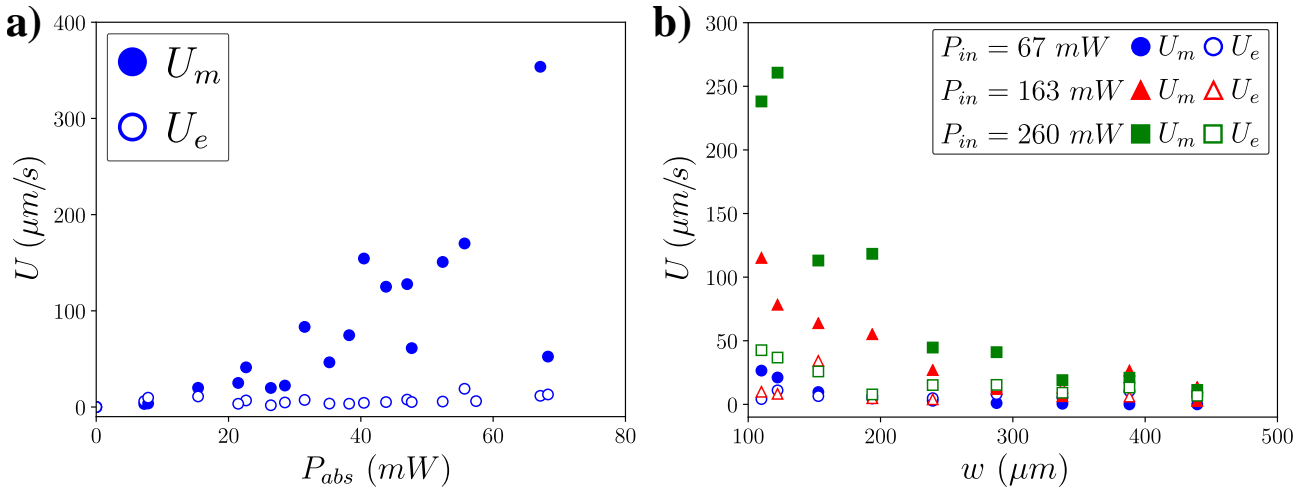 a)
400
300
200
100
0
U (μm/s)
U_m
U_e
0 20 40 60 80
P_abs (mW)
b)
300
250
200
150
100
50
0
U (μm/s)
P_in = 67 mW U_m U_e
P_in = 163 mW U_m U_e
P_in = 260 mW U_m U_e
100 200 300 400 500
w (μm)